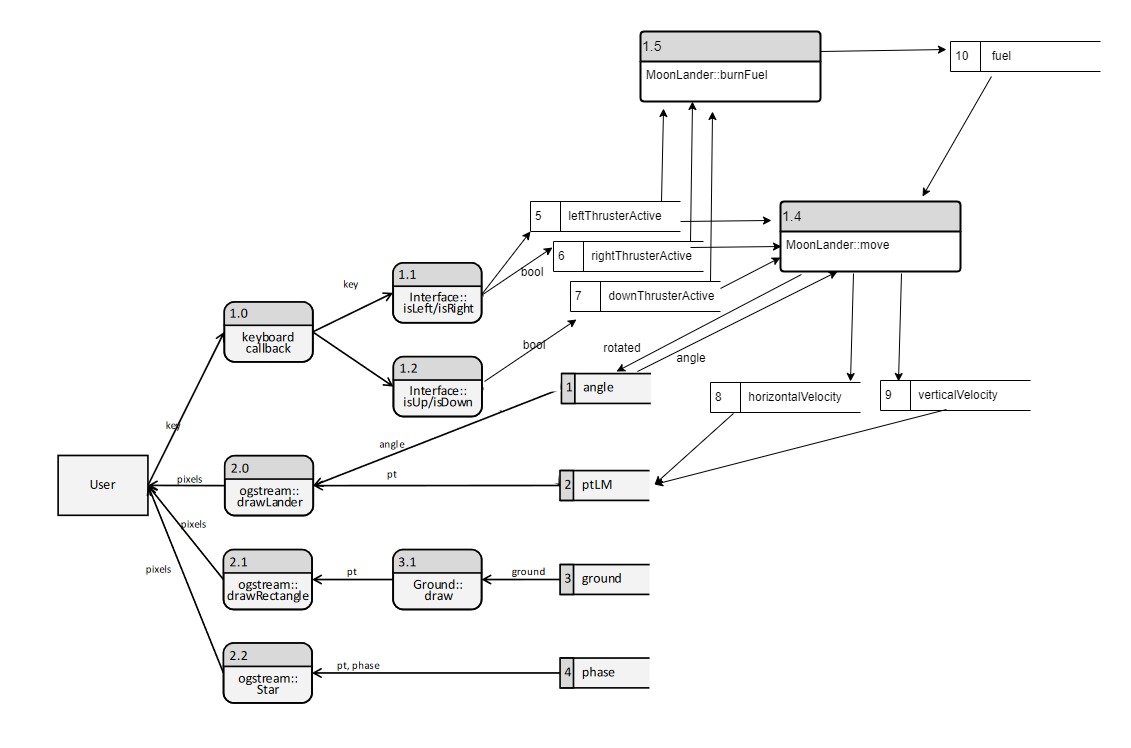 1.5
MoonLander::burnFuel
10 fuel
5 leftThrusterActive
1.4
MoonLander::move
6 rightThrusterActive
bool
7 downThrusterActive
bool
1.1
Interface::
isLeft/isRight
key
1.0
keyboard
callback
1.2
Interface::
isUp/isDown
rotated
angle
1 angle
8 horizontalVelocity
9 verticalVelocity
key
angle
2.0
ogstream::
drawLander
User
pixels
pt
2 ptLM
pixels
2.1
ogstream::
drawRectangle
pt
3.1
Ground::
draw
ground
3 ground
pixels
2.2
ogstream::
Star
pt, phase
4 phase